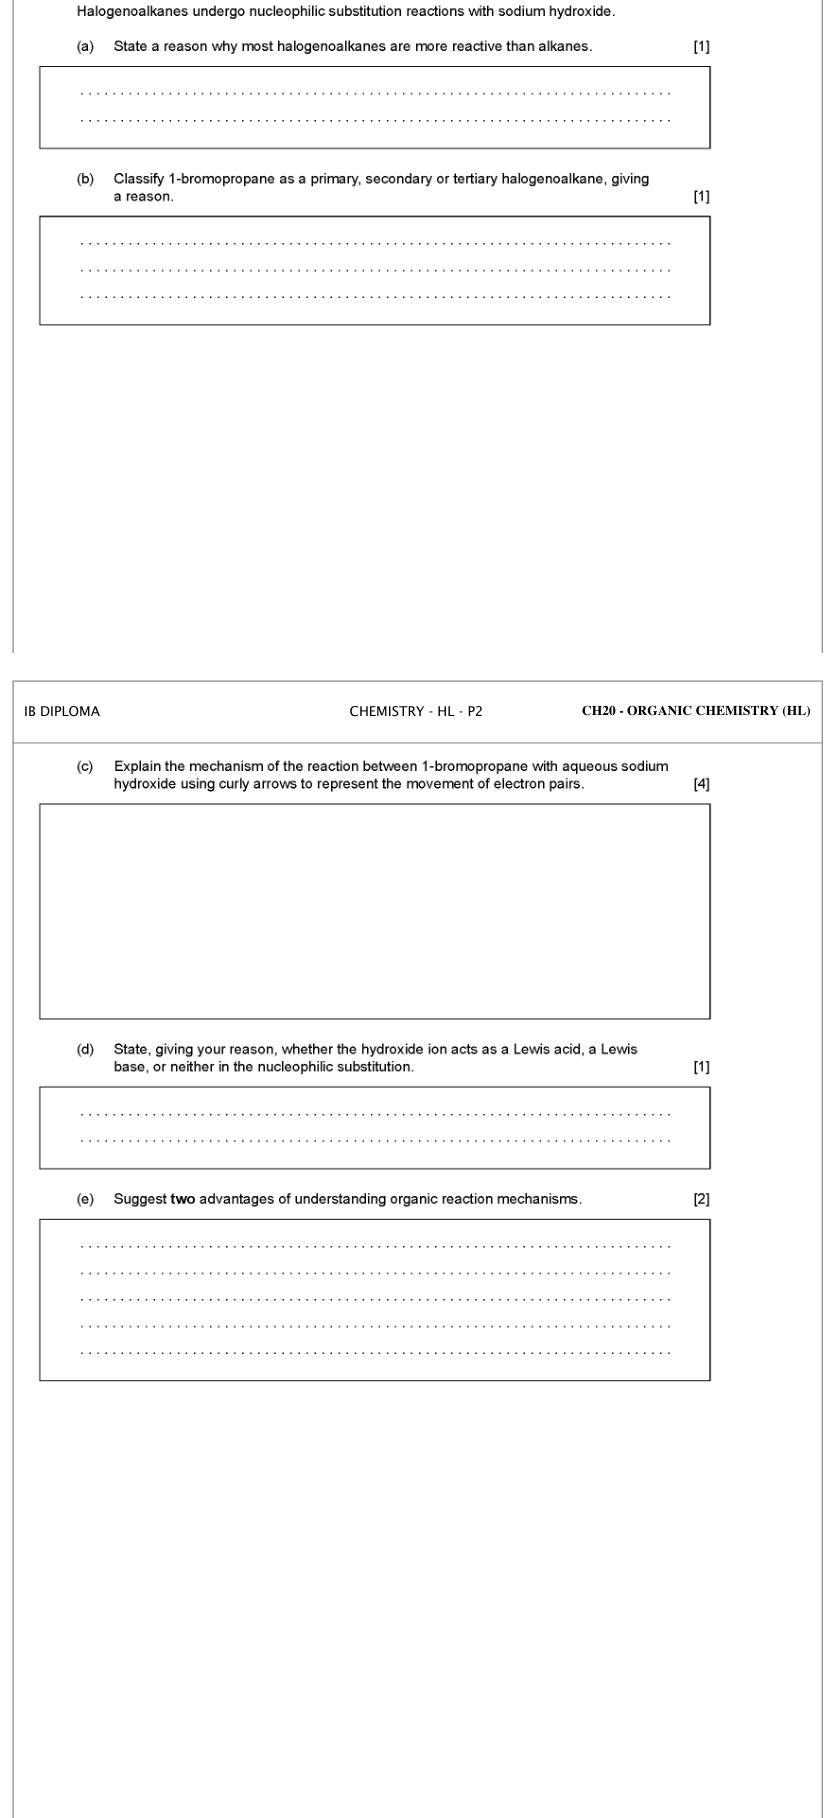 Halogenoalkanes undergo nucleophilic substitution reactions with sodium hydroxide.
(a) State a reason why most halogenoalkanes are more reactive than alkanes. [1]
(b) Classify 1-bromopropane as a primary, secondary or tertiary halogenoalkane, giving
a reason. [1]
IB DIPLOMA CHEMISTRY - HL - P2 CH20 - ORGANIC CHEMISTRY (HL)
(c) Explain the mechanism of the reaction between 1-bromopropane with aqueous sodium
hydroxide using curly arrows to represent the movement of electron pairs. [4]
(d) State, giving your reason, whether the hydroxide ion acts as a Lewis acid, a Lewis
base, or neither in the nucleophilic substitution. [1]
(e) Suggest two advantages of understanding organic reaction mechanisms. [2]